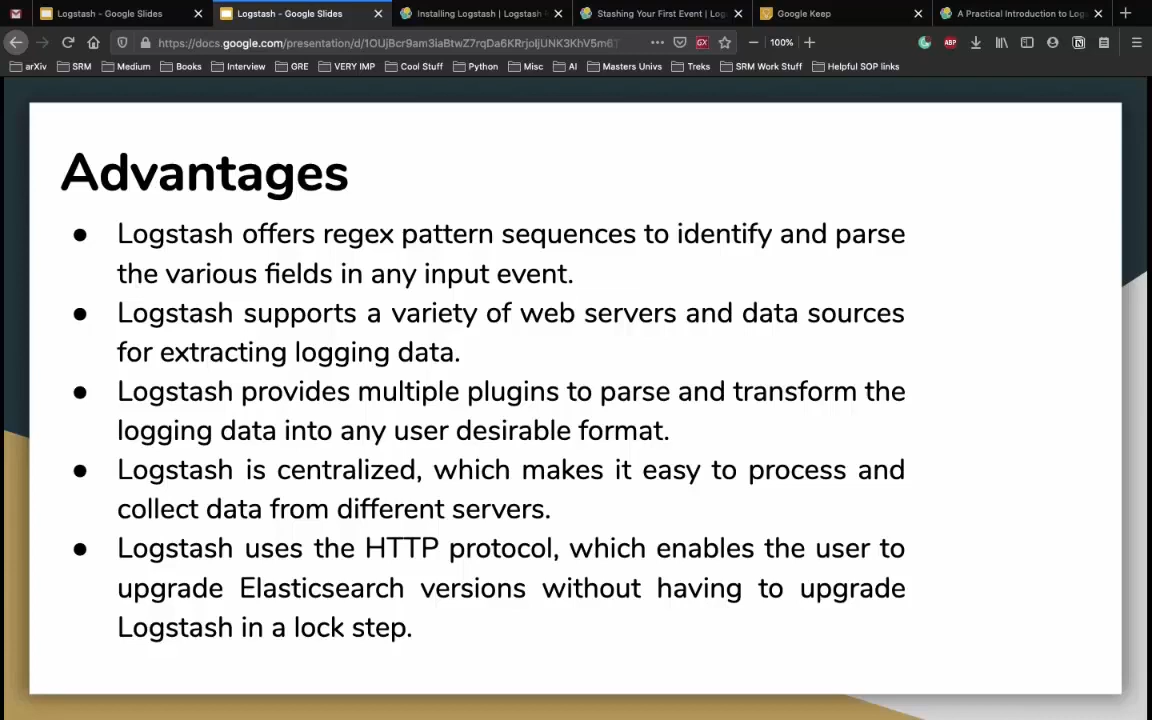 Logstash - Google Slides
Logstash - Google Slides
Installing Logstash | Logstash
Stashing Your First Event | Log
Google Keep
A Practical Introduction to Log
https://docs.google.com/presentation/d/
100%
ABP
arXiv SRM Medium Books Interview GRE VERY IMP Cool Stuff Python Misc AI Masters Univs Treks SRM Work Stuff Helpful SOP links
Advantages
● Logstash offers regex pattern sequences to identify and parse
the various fields in any input event.
● Logstash supports a variety of web servers and data sources
for extracting logging data.
● Logstash provides multiple plugins to parse and transform the
logging data into any user desirable format.
● Logstash is centralized, which makes it easy to process and
collect data from different servers.
● Logstash uses the HTTP protocol, which enables the user to
upgrade Elasticsearch versions without having to upgrade
Logstash in a lock step.